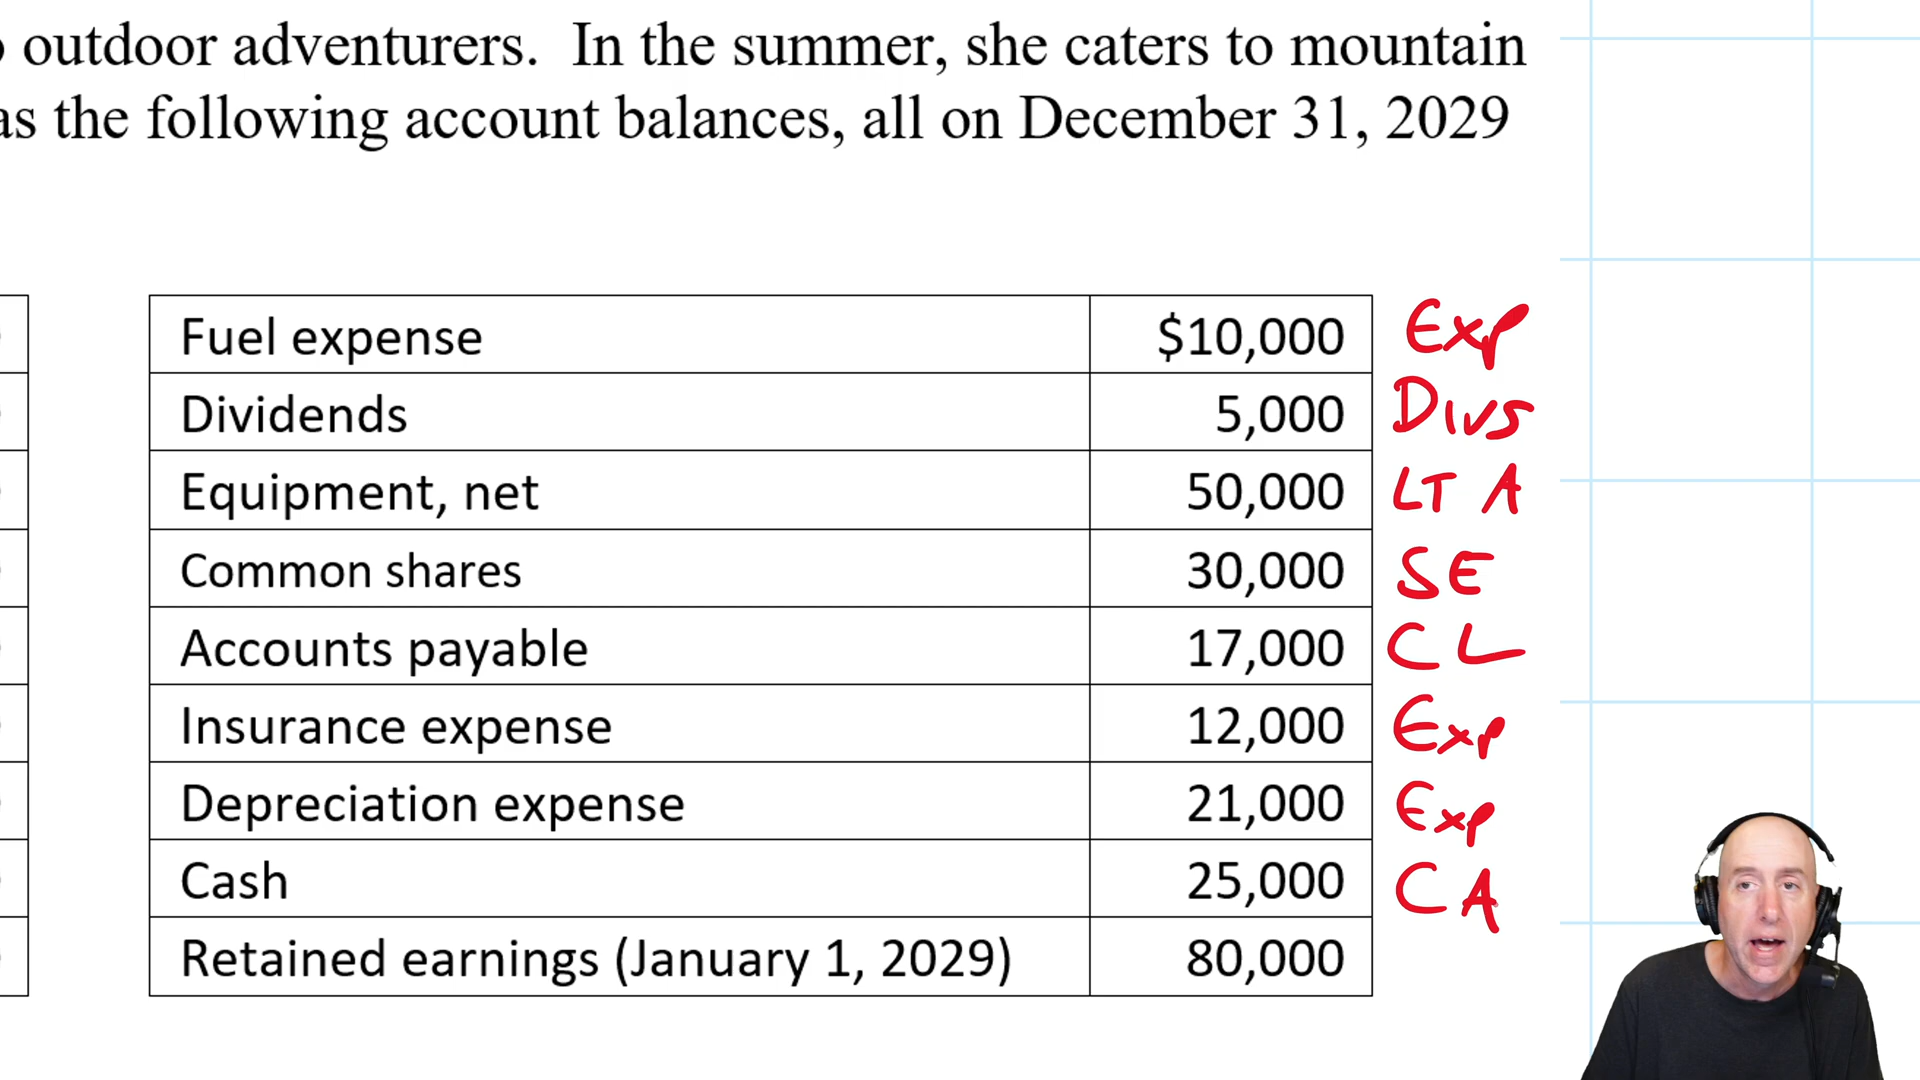 outdoor adventurers. In the summer, she caters to mountain
as the following account balances, all on December 31, 2029
Fuel expense $10,000 Exp
Dividends 5,000 Divs
Equipment, net 50,000 LT A
Common shares 30,000 SE
Accounts payable 17,000 CL
Insurance expense 12,000 Exp
Depreciation expense 21,000 Exp
Cash 25,000 CA
Retained earnings (January 1, 2029) 80,000